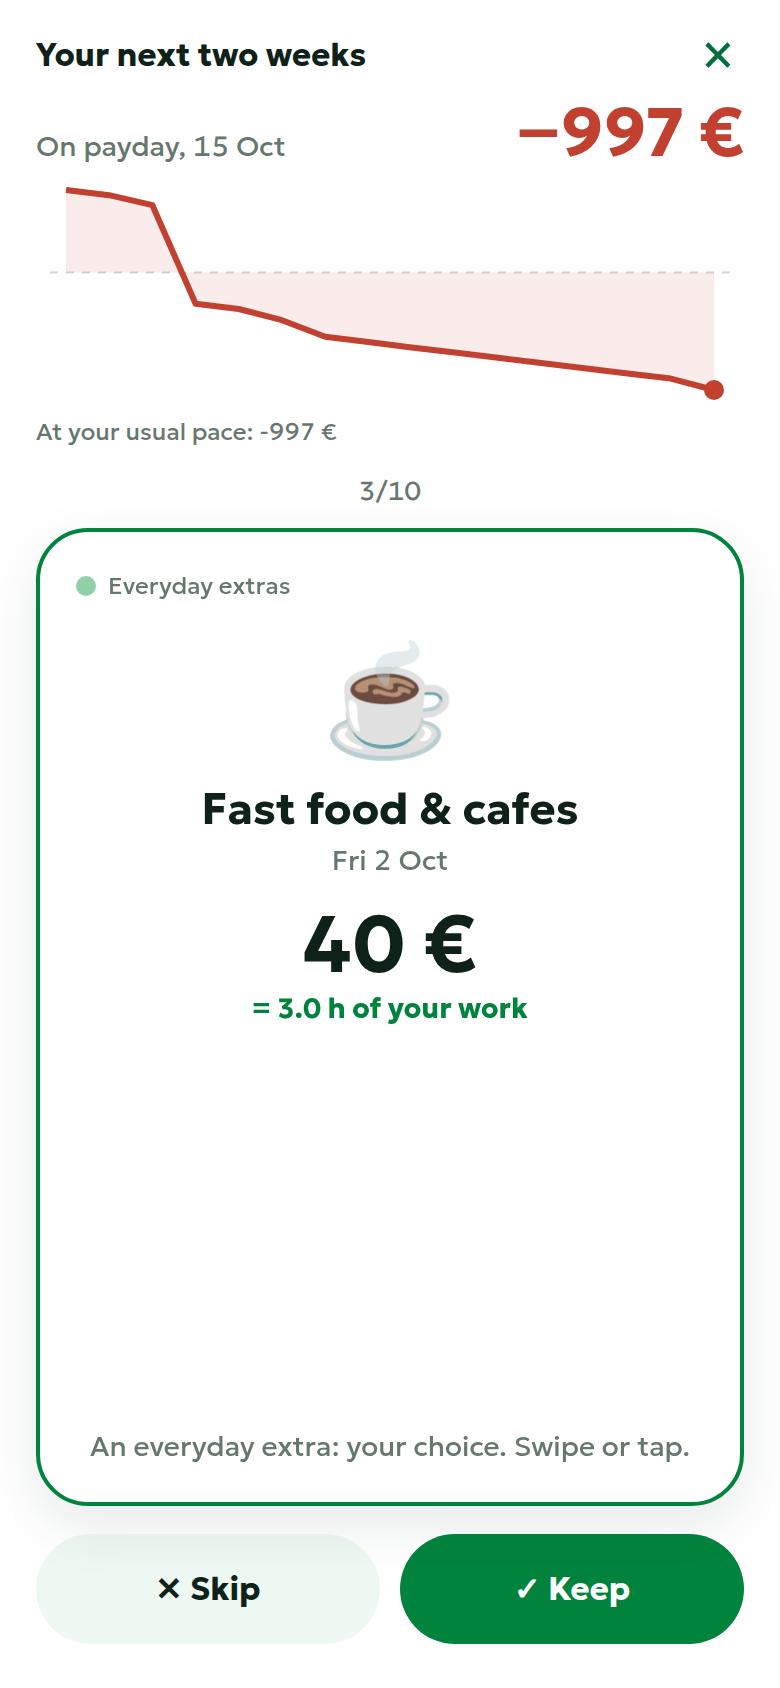 Your next two weeks ✕
On payday, 15 Oct
−997 €
At your usual pace: -997 €
3/10
Everyday extras
Fast food & cafes
Fri 2 Oct
40 €
= 3.0 h of your work
An everyday extra: your choice. Swipe or tap.
✕ Skip
✓ Keep